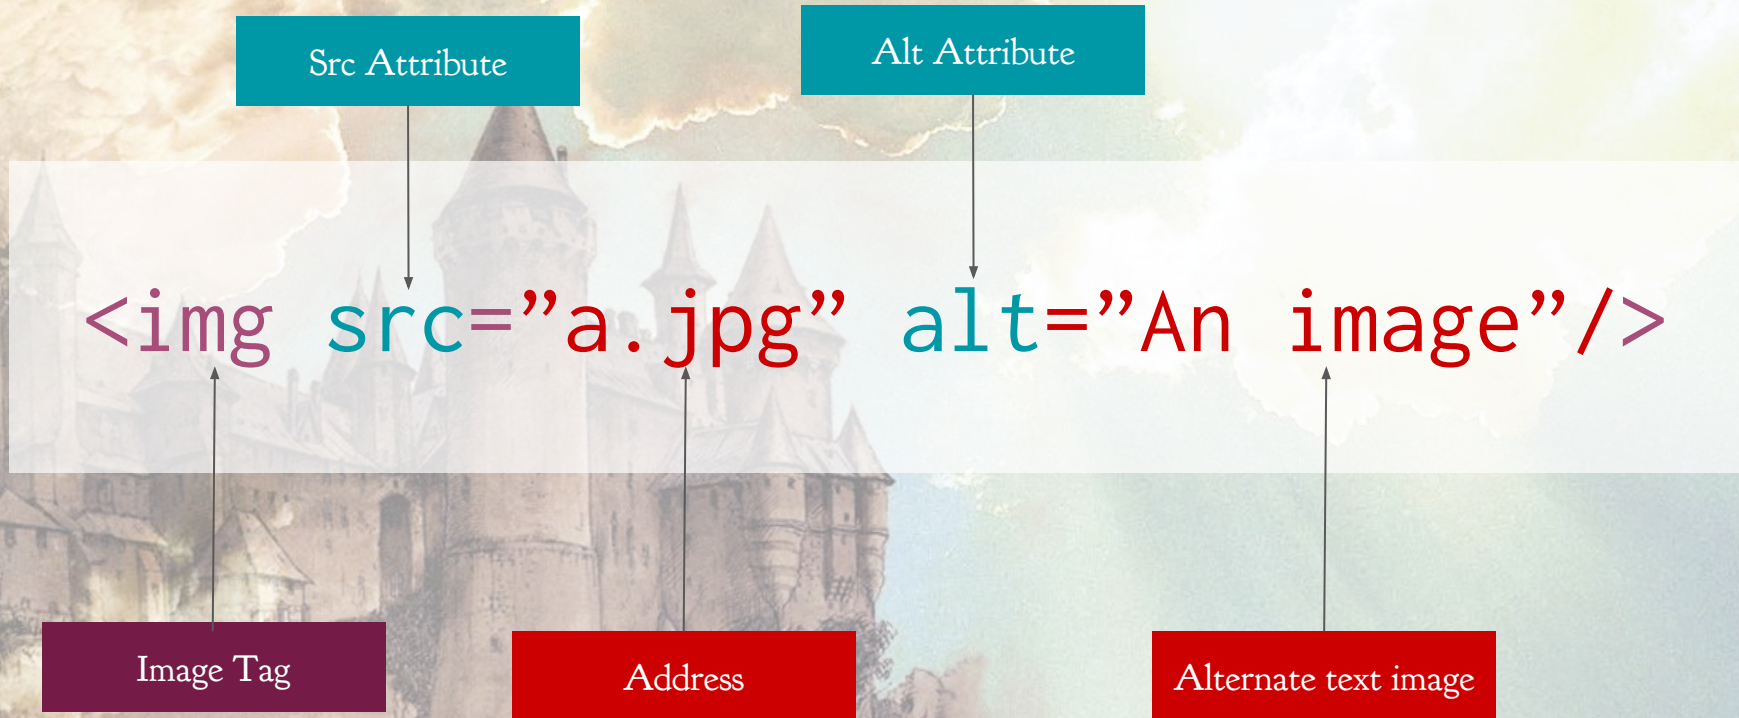 Src Attribute
Alt Attribute
<img src=”a.jpg” alt=”An image”/>
Image Tag
Address
Alternate text image